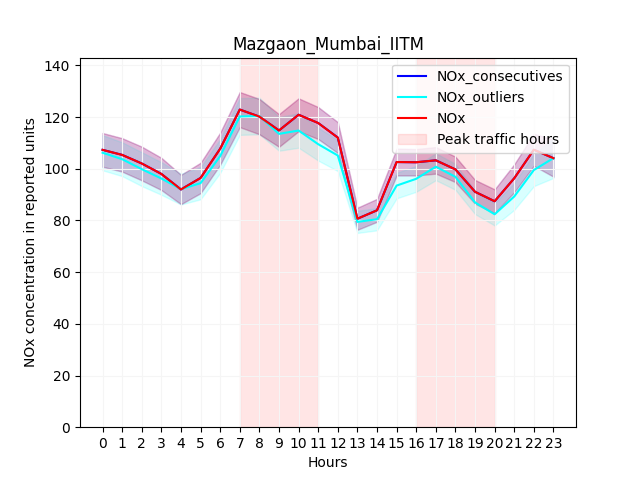 Mazgaon_Mumbai_IITM
NOx_consecutives
NOx_outliers
NOx
Peak traffic hours
NOx concentration in reported units
140
120
100
80
60
40
20
0
0 1 2 3 4 5 6 7 8 9 10 11 12 13 14 15 16 17 18 19 20 21 22 23
Hours